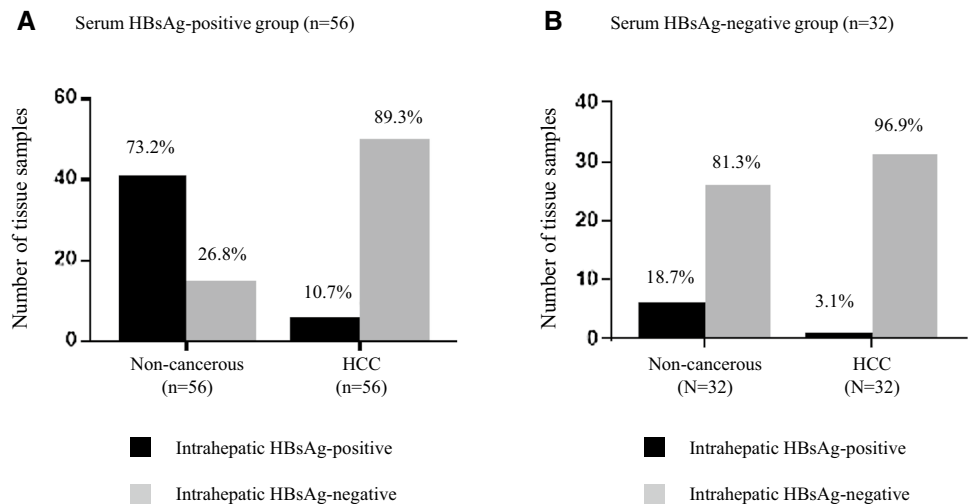 A Serum HBsAg-positive group (n=56)
Number of tissue samples
60
40
20
0
73.2%
26.8%
10.7%
89.3%
Non-cancerous
(n=56)
HCC
(n=56)
Intrahepatic HBsAg-positive
Intrahepatic HBsAg-negative
B Serum HBsAg-negative group (n=32)
Number of tissue samples
40
30
20
10
0
18.7%
81.3%
3.1%
96.9%
Non-cancerous
(N=32)
HCC
(N=32)
Intrahepatic HBsAg-positive
Intrahepatic HBsAg-negative